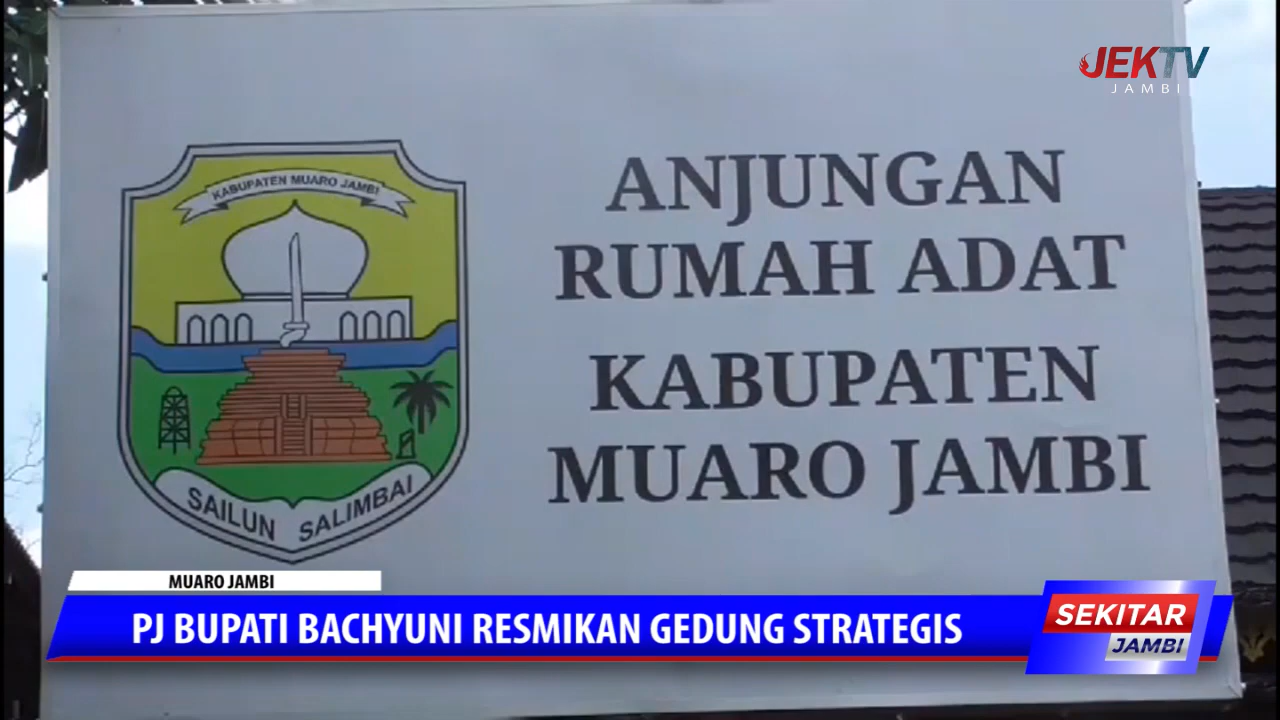 JEKTV
JAMBI
KABUPATEN MUARO JAMBI
SAILUN SALIMBAI
ANJUNGAN
RUMAH ADAT
KABUPATEN
MUARO JAMBI
MUARO JAMBI
PJ BUPATI BACHYUNI RESMIKAN GEDUNG STRATEGIS
SEKITAR
JAMBI